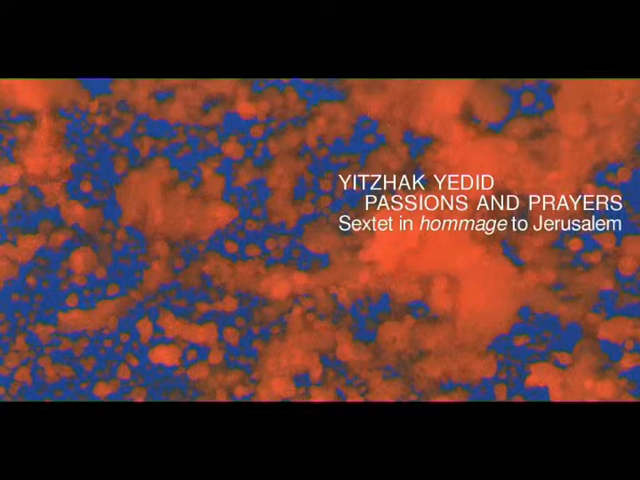 YITZHAK YEDID
PASSIONS AND PRAYERS
Sextet in hommage to Jerusalem